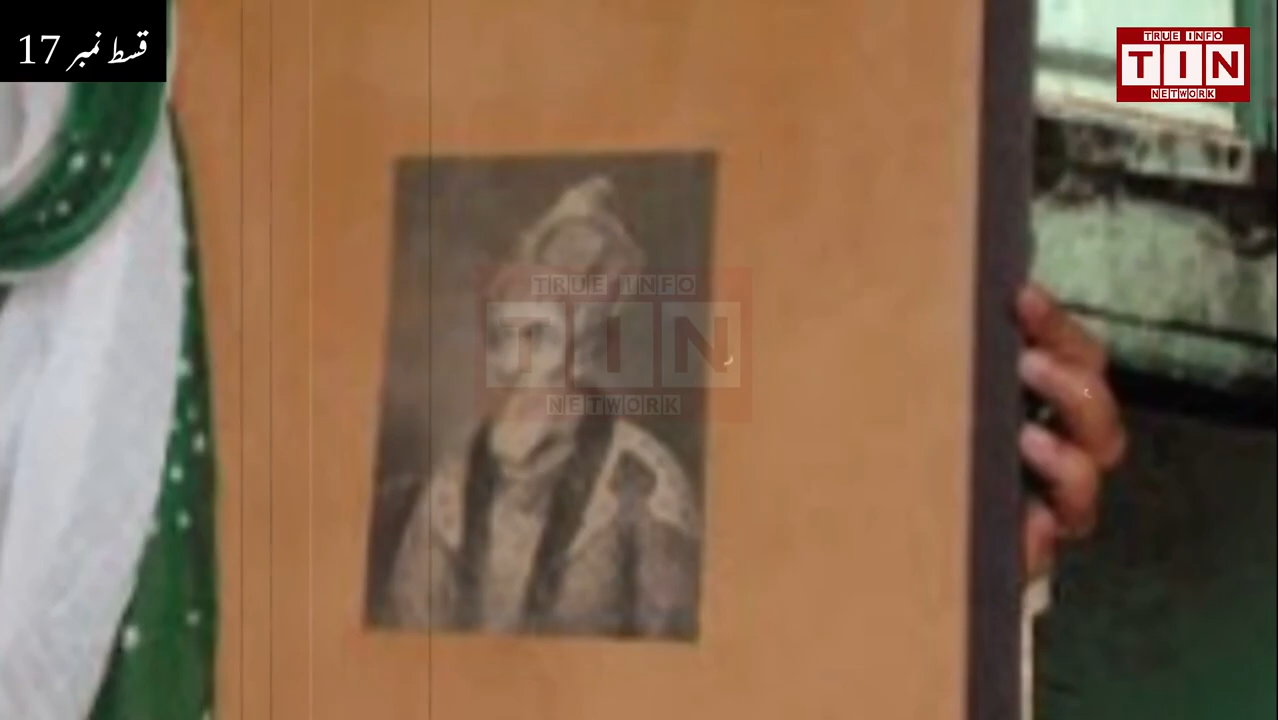 قسط نمبر 17
TRUE INFO
TIN
NETWORK
TRUE INFO
TIN
NETWORK